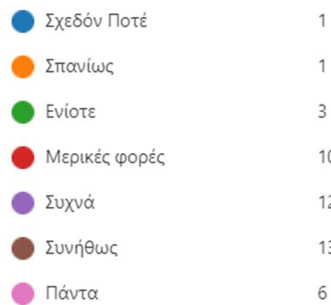 Σχεδόν Ποτέ 1
Σπανίως 1
Ενίοτε 3
Μερικές φορές 10
Συχνά 12
Συνήθως 13
Πάντα 6